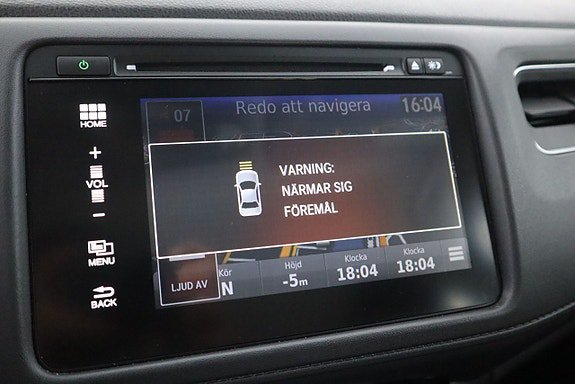 07
Redo att navigera
16:04
HOME
VARNING:
NÄRMAR SIG
FÖREMÅL
+
VOL
−
MENU
BACK
LJUD AV
Kör
N
Höjd
-5m
Klocka
18:04
Klocka
18:04